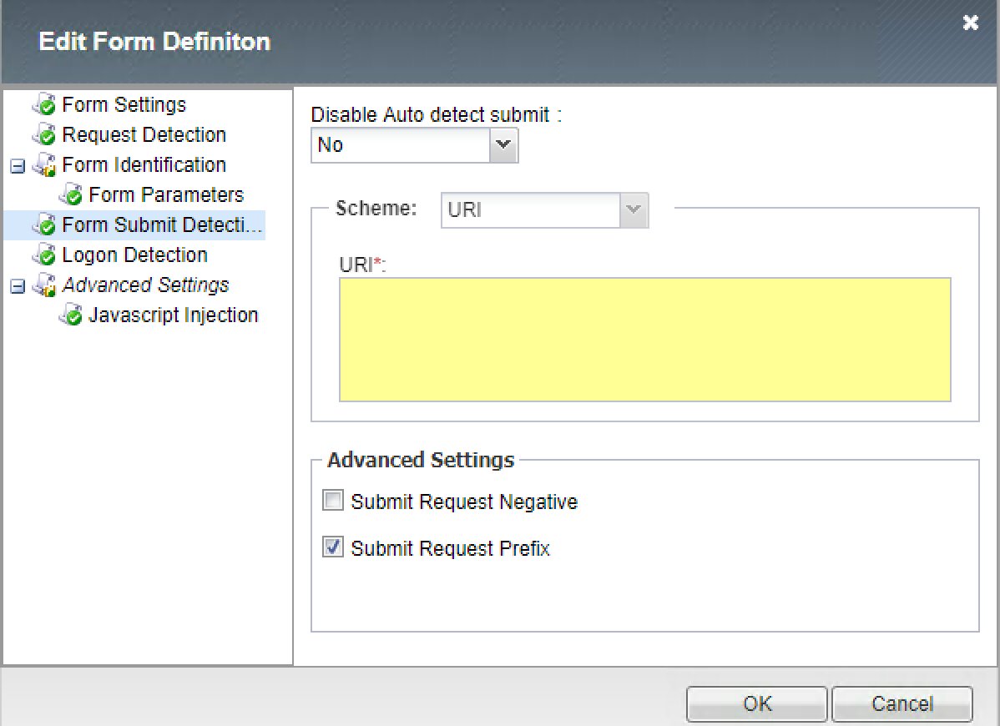 Edit Form Definiton
Form Settings
Request Detection
Form Identification
Form Parameters
Form Submit Detecti...
Logon Detection
Advanced Settings
Javascript Injection
Disable Auto detect submit :
No
Scheme: URI
URI*:
Advanced Settings
Submit Request Negative
Submit Request Prefix
OK Cancel